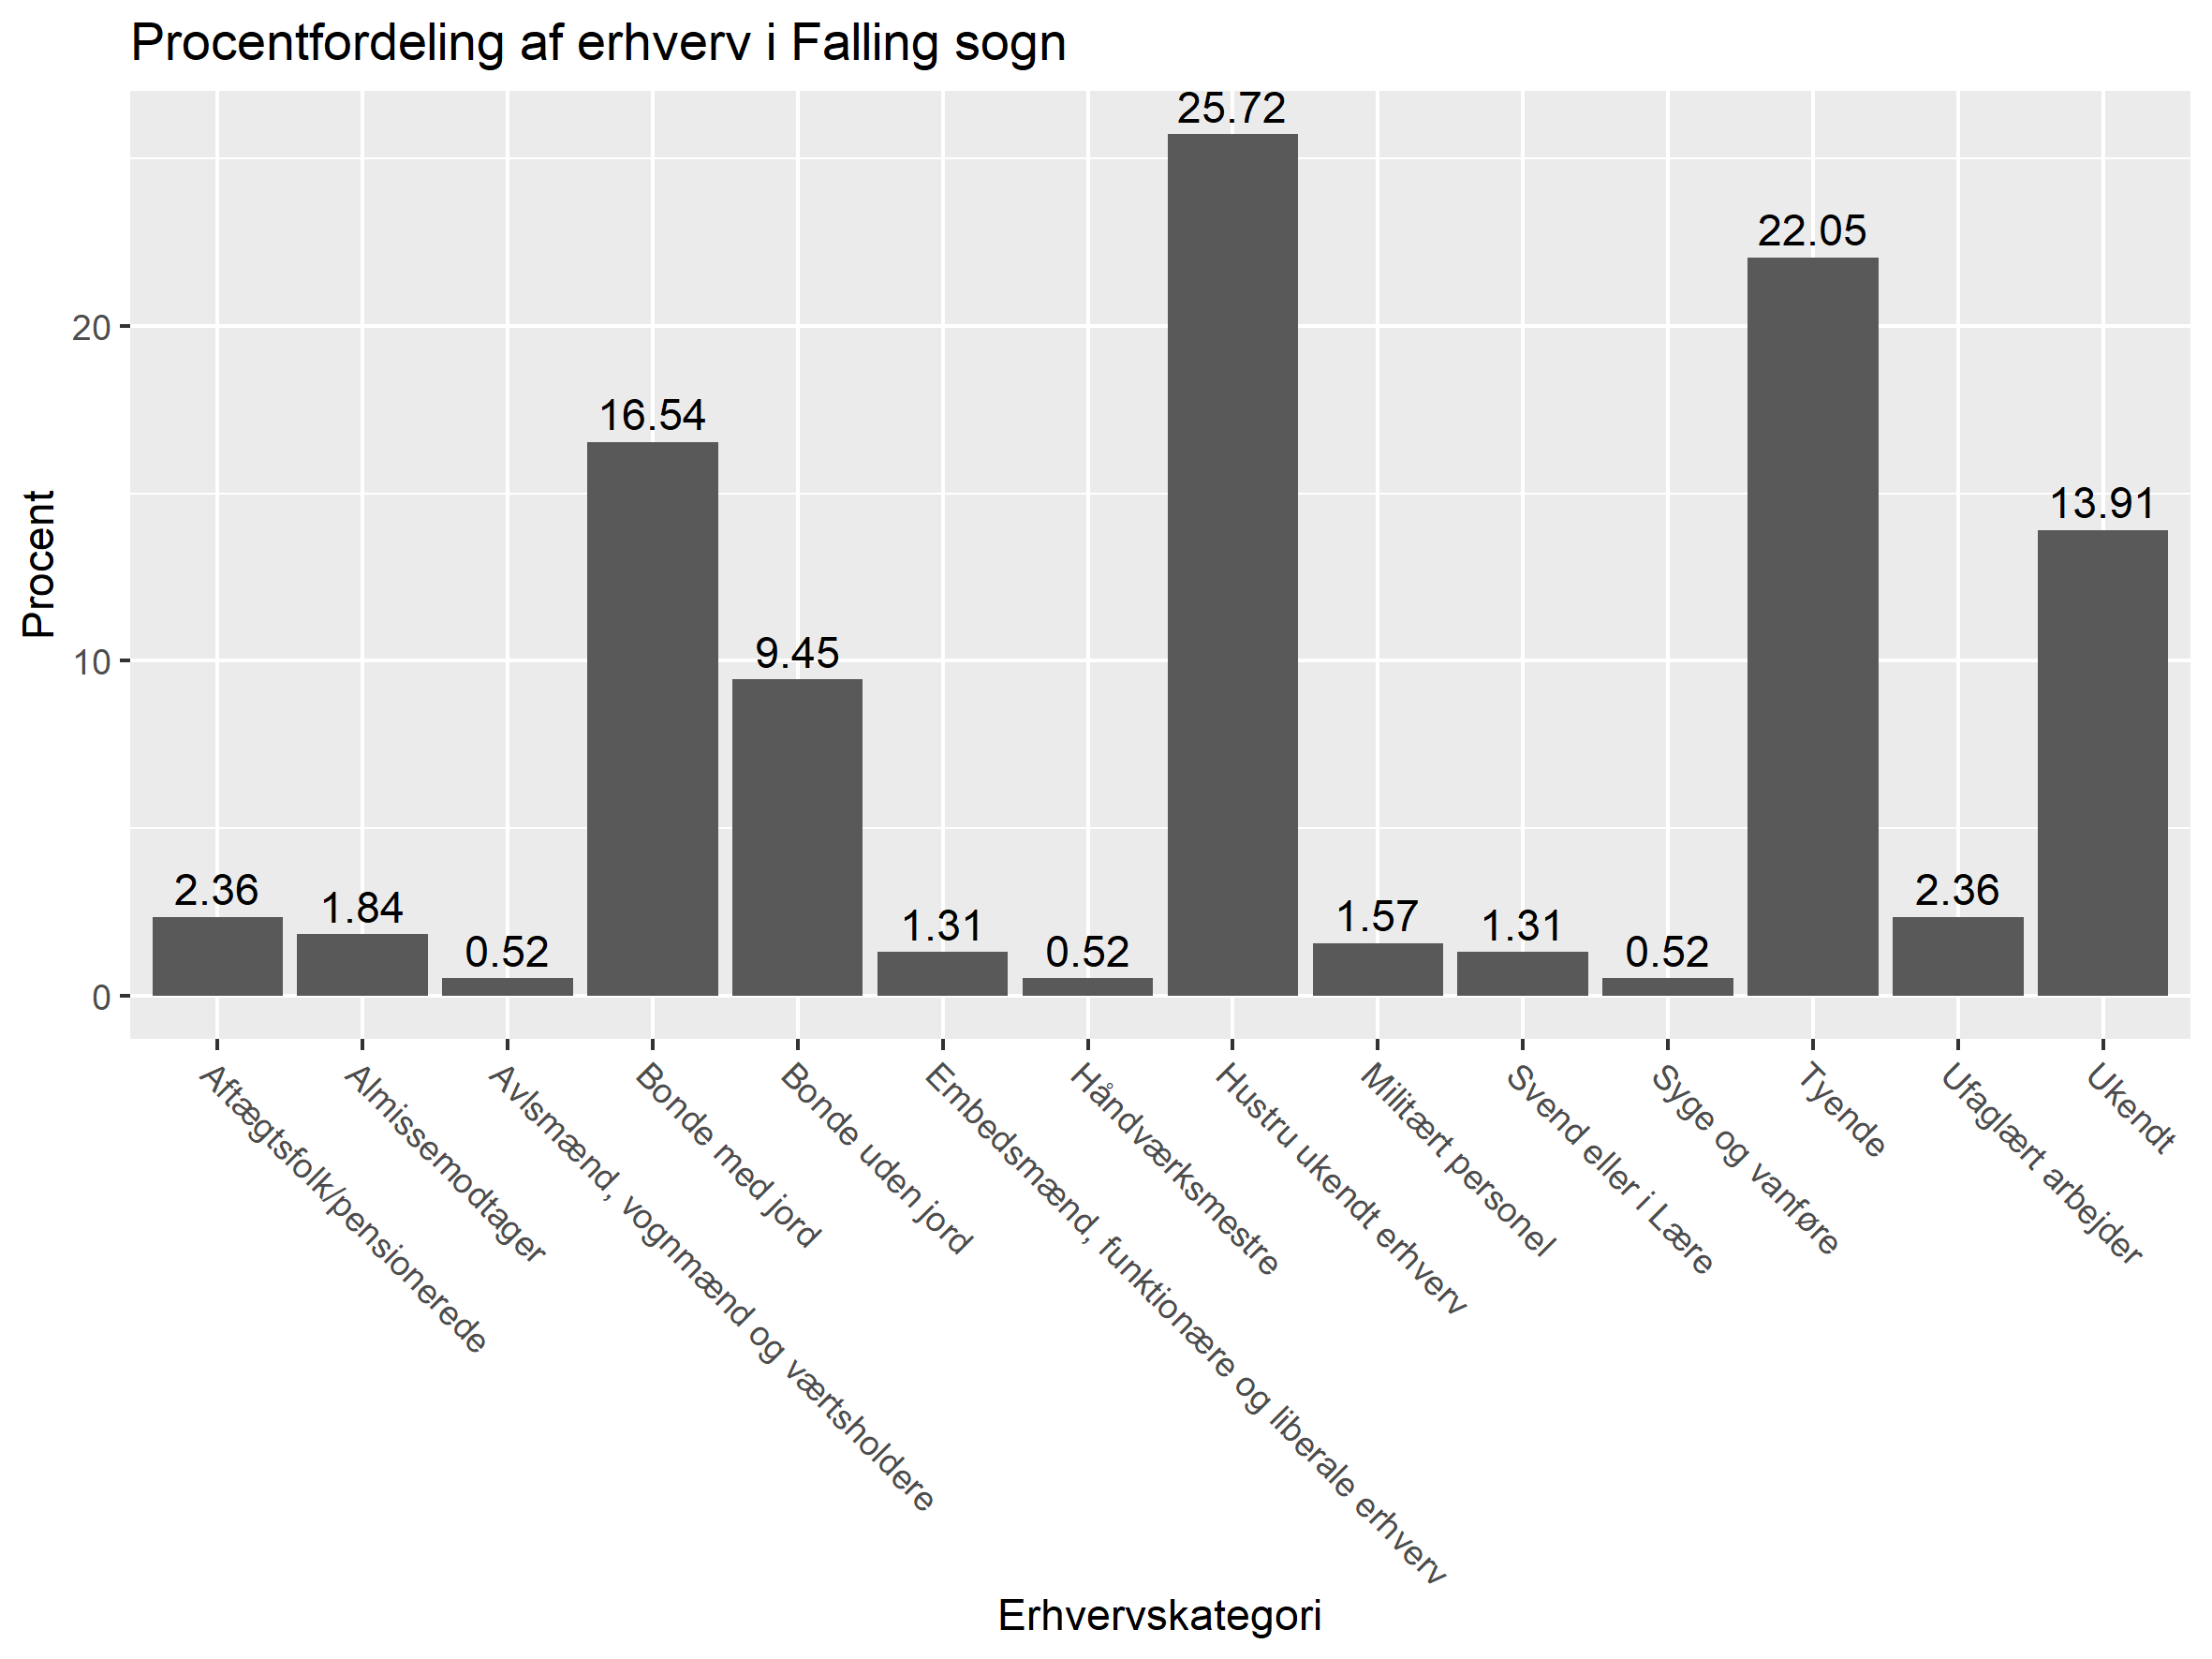 Procentfordeling af erhverv i Falling sogn
Procent
20
10
0
2.36
1.84
0.52
16.54
9.45
1.31
0.52
25.72
1.57
1.31
0.52
22.05
2.36
13.91
Aftægtsfolk/pensionerede
Almissemodtager
Avlsmænd, vognmænd og værtsholdere
Bonde med jord
Bonde uden jord
Embedsmænd, funktionære og liberale erhverv
Håndværksmestre
Hustru ukendt erhverv
Militært personel
Svend eller i Lære
Syge og vanføre
Tyende
Ufaglært arbejder
Ukendt
Erhvervskategori